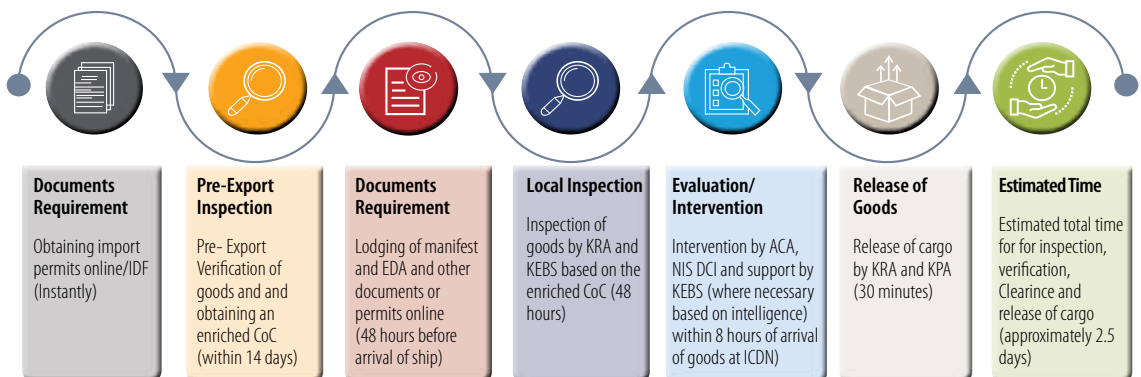 Documents
Requirement
Obtaining import
permits online/IDF
(Instantly)
Pre-Export
Inspection
Pre- Export
Verification of
goods and and
obtaining an
enriched CoC
(within 14 days)
Documents
Requirement
Lodging of manifest
and EDA and other
documents or
permits online
(48 hours before
arrival of ship)
Local Inspection
Inspection of
goods by KRA and
KEBS based on the
enriched CoC (48
hours)
Evaluation/
Intervention
Intervention by ACA,
NIS DCI and support by
KEBS (where necessary
based on intelligence)
within 8 hours of arrival
of goods at ICDN)
Release of
Goods
Release of cargo
by KRA and KPA
(30 minutes)
Estimated Time
Estimated total time
for for inspection,
verification,
Clearince and
release of cargo
(approximately 2.5
days)